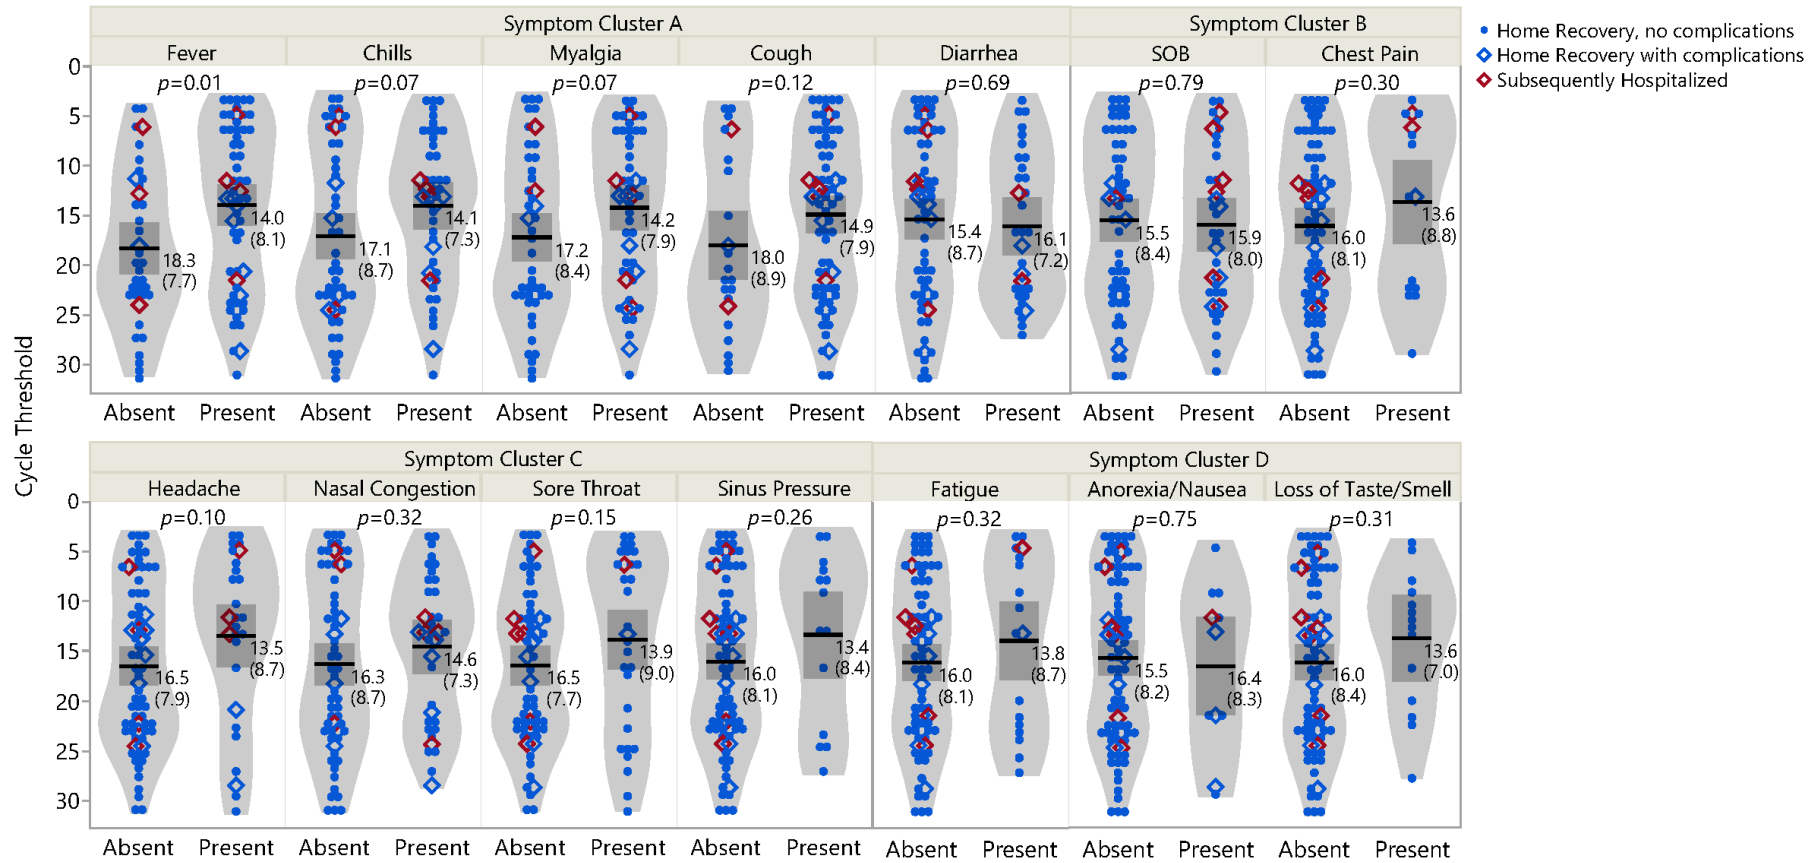 Symptom Cluster A Symptom Cluster B
Fever Chills Myalgia Cough Diarrhea SOB Chest Pain
Home Recovery, no complications
Home Recovery with complications
Subsequently Hospitalized
p=0.01 p=0.07 p=0.07 p=0.12 p=0.69 p=0.79 p=0.30
0
5
10
15
20
25
30
18.3 14.0 17.1 14.1 17.2 14.2 18.0 14.9 15.4 16.1 15.5 15.9 16.0 13.6
(7.7) (8.1) (8.7) (7.3) (8.4) (7.9) (8.9) (7.9) (8.7) (7.2) (8.4) (8.0) (8.1) (8.8)
Absent Present Absent Present Absent Present Absent Present Absent Present Absent Present Absent Present
Cycle Threshold
Symptom Cluster C Symptom Cluster D
Headache Nasal Congestion Sore Throat Sinus Pressure Fatigue Anorexia/Nausea Loss of Taste/Smell
p=0.10 p=0.32 p=0.15 p=0.26 p=0.32 p=0.75 p=0.31
0
5
10
15
20
25
30
16.5 13.5 16.3 14.6 16.5 13.9 16.0 13.4 16.0 13.8 15.5 16.4 16.0 13.6
(7.9) (8.7) (8.7) (7.3) (7.7) (9.0) (8.1) (8.4) (8.1) (8.7) (8.2) (8.3) (8.4) (7.0)
Absent Present Absent Present Absent Present Absent Present Absent Present Absent Present Absent Present